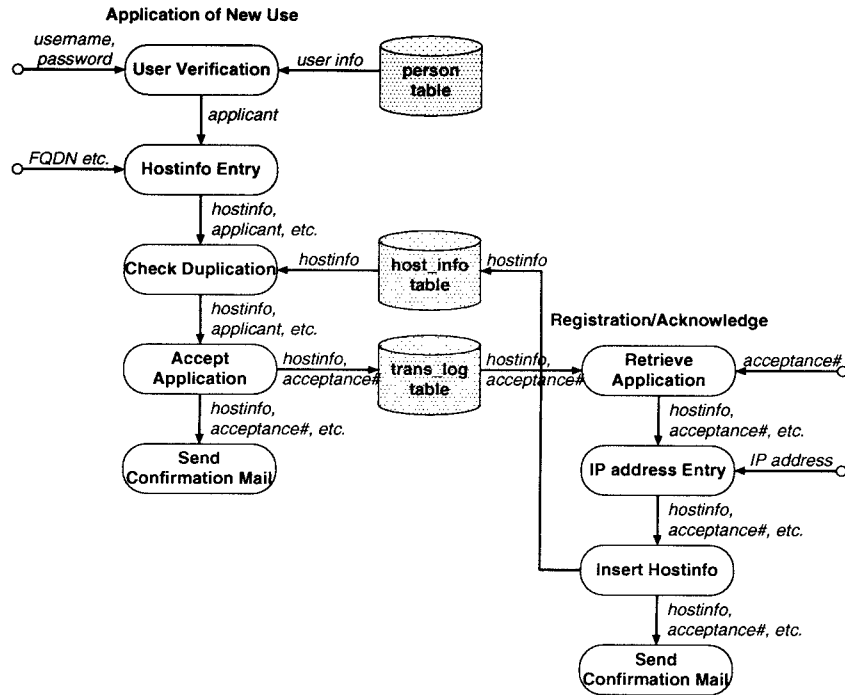 Application of New Use
username,
password
User Verification
user info
person
table
applicant
FQDN etc.
Hostinfo Entry
hostinfo,
applicant, etc.
Check Duplication
hostinfo
host_info
table
hostinfo
hostinfo,
applicant, etc.
Registration/Acknowledge
Accept
Application
hostinfo,
acceptance#
trans_log
table
hostinfo,
acceptance#
Retrieve
Application
acceptance#
hostinfo,
acceptance#, etc.
hostinfo,
acceptance#, etc.
Send
Confirmation Mail
IP address Entry
IP address
hostinfo,
acceptance#, etc.
Insert Hostinfo
hostinfo,
acceptance#, etc.
Send
Confirmation Mail